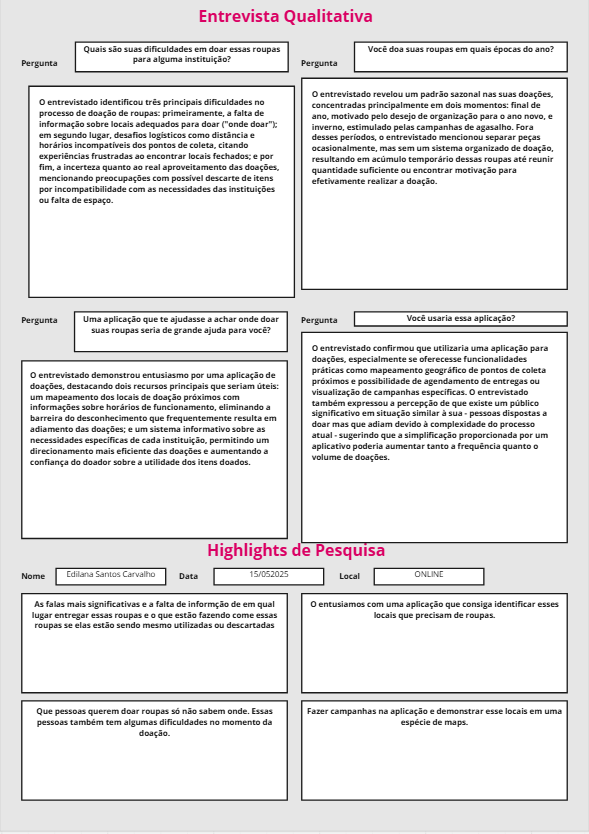 Entrevista Qualitativa
Pergunta
Quais são suas dificuldades em doar essas roupas
para alguma instituição?
O entrevistado identificou três principais dificuldades no
processo de doação de roupas: primeiramente, a falta de
informação sobre locais adequados para doar ("onde doar");
em segundo lugar, desafios logísticos como distância e
horários incompatíveis dos pontos de coleta, citando
experiências frustradas ao encontrar locais fechados; e por
fim, a incerteza quanto ao real aproveitamento das doações,
mencionando preocupações com possível descarte de itens
por incompatibilidade com as necessidades das instituições
ou falta de espaço.
Pergunta
Você doa suas roupas em quais épocas do ano?
O entrevistado revelou um padrão sazonal nas suas doações,
concentradas principalmente em dois momentos: final de
ano, motivado pelo desejo de organização para o ano novo, e
inverno, estimulado pelas campanhas de agasalho. Fora
desses períodos, o entrevistado mencionou separar peças
ocasionalmente, mas sem um sistema organizado de doação,
resultando em acúmulo temporário dessas roupas até reunir
quantidade suficiente ou encontrar motivação para
efetivamente realizar a doação.
Pergunta
Uma aplicação que te ajudasse a achar onde doar
suas roupas seria de grande ajuda para você?
O entrevistado demonstrou entusiasmo por uma aplicação de
doações, destacando dois recursos principais que seriam úteis:
um mapeamento dos locais de doação próximos com
informações sobre horários de funcionamento, eliminando a
barreira do desconhecimento que frequentemente resulta em
adiamento das doações; e um sistema informativo sobre as
necessidades específicas de cada instituição, permitindo um
direcionamento mais eficiente das doações e aumentando a
confiança do doador sobre a utilidade dos itens doados.
Pergunta
Você usaria essa aplicação?
O entrevistado confirmou que utilizaria uma aplicação para
doações, especialmente se oferecesse funcionalidades
práticas como mapeamento geográfico de pontos de coleta
próximos e possibilidade de agendamento de entregas ou
visualização de campanhas específicas. O entrevistado
também expressou a percepção de que existe um público
significativo em situação similar à sua - pessoas dispostas a
doar mas que adiam devido à complexidade do processo
atual - sugerindo que a simplificação proporcionada por um
aplicativo poderia aumentar tanto a frequência quanto o
volume de doações.
Highlights de Pesquisa
Nome
Edilana Santos Carvalho
Data
15/052025
Local
ONLINE
As falas mais significativas e a falta de informção de em qual
lugar entregar essas roupas e o que estão fazendo come essas
roupas se elas estão sendo mesmo utilizadas ou descartadas
O entusiamos com uma aplicação que consiga identificar esses
locais que precisam de roupas.
Que pessoas querem doar roupas só não sabem onde. Essas
pessoas também tem algumas dificuldades no momento da
doação.
Fazer campanhas na aplicação e demonstrar esse locais em uma
espécie de maps.